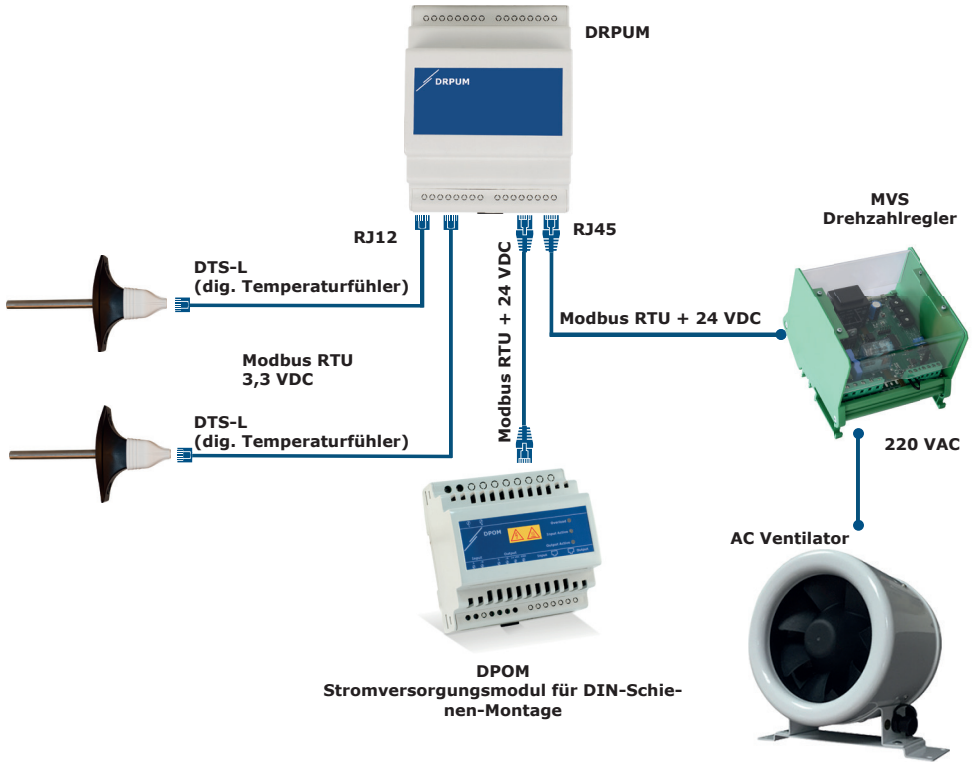 DRPUM
DRPUM
MVS
Drehzahlregler
RJ12
RJ45
DTS-L
(dig. Temperaturfühler)
Modbus RTU + 24 VDC
Modbus RTU + 24 VDC
Modbus RTU
3,3 VDC
DTS-L
(dig. Temperaturfühler)
220 VAC
DPOM
AC Ventilator
DPOM
Stromversorgungsmodul für DIN-Schie-
nen-Montage